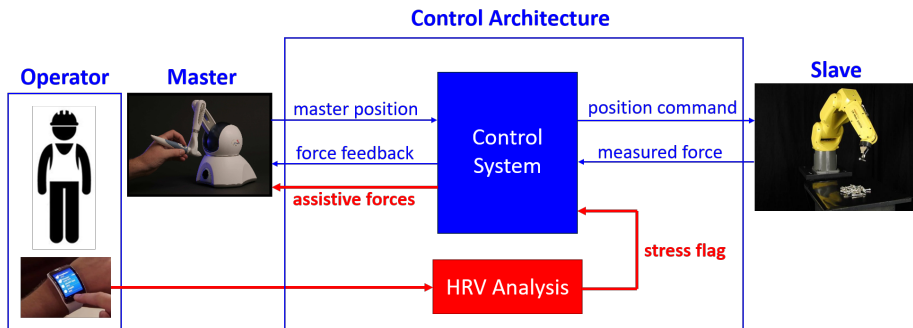 Control Architecture
Operator
Master
Slave
master position
position command
Control
System
force feedback
measured force
assistive forces
stress flag
HRV Analysis